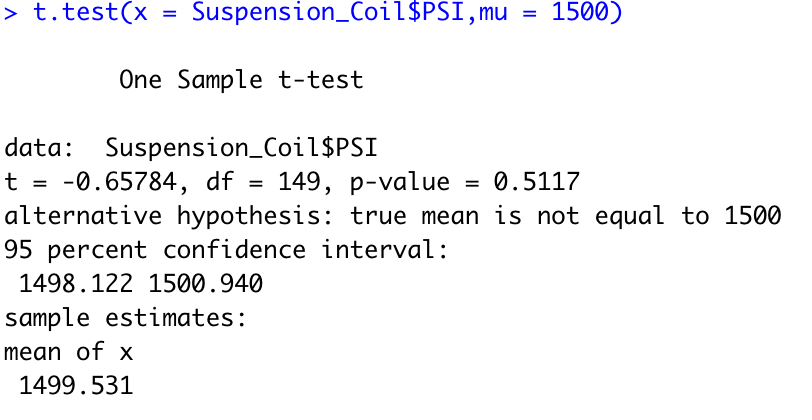 > t.test(x = Suspension_Coil$PSI,mu = 1500)
One Sample t-test
data:  Suspension_Coil$PSI
t = -0.65784, df = 149, p-value = 0.5117
alternative hypothesis: true mean is not equal to 1500
95 percent confidence interval:
1498.122 1500.940
sample estimates:
mean of x
1499.531